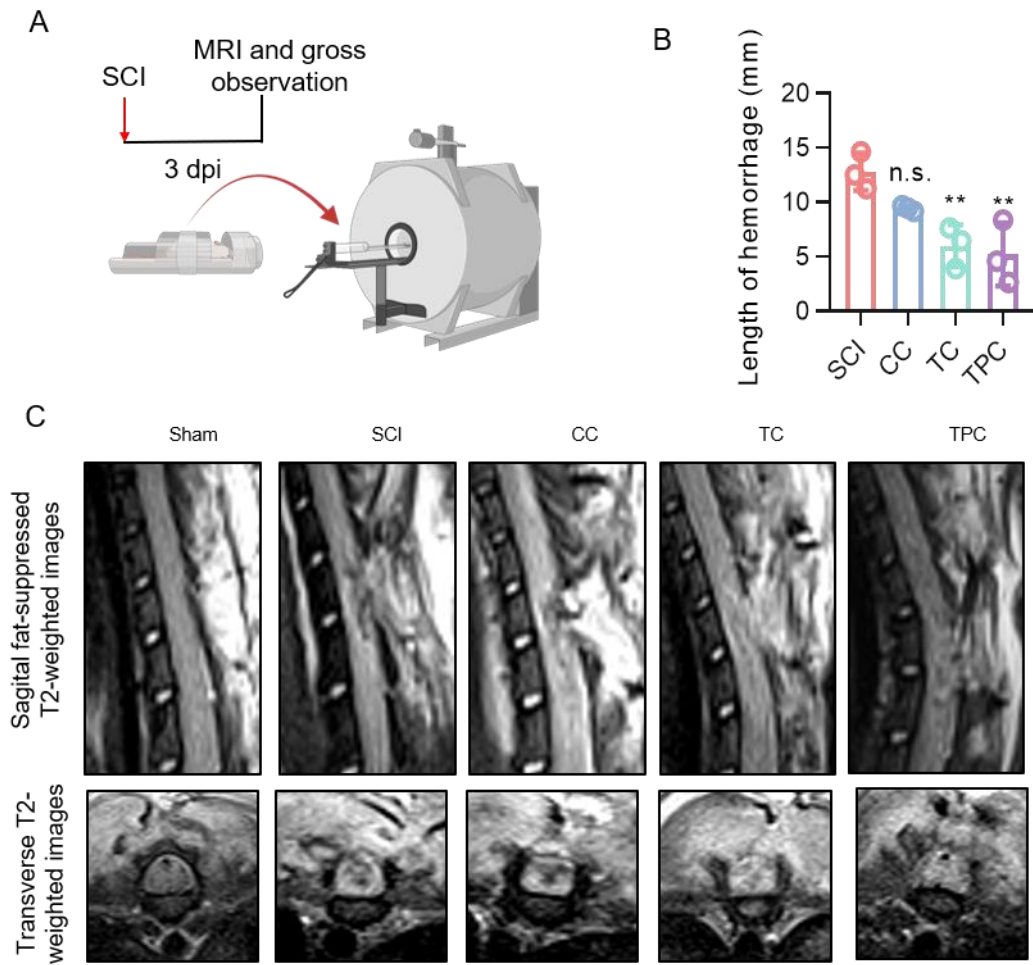 A
SCI
MRI and gross
observation
3 dpi
B
Length of hemorrhage (mm)
20
15
10
5
0
n.s.
**
**
SCI
CC
TC
TPC
C
Sham
SCI
CC
TC
TPC
Sagital fat-suppressed
T2-weighted images
Transverse T2-
weighted images